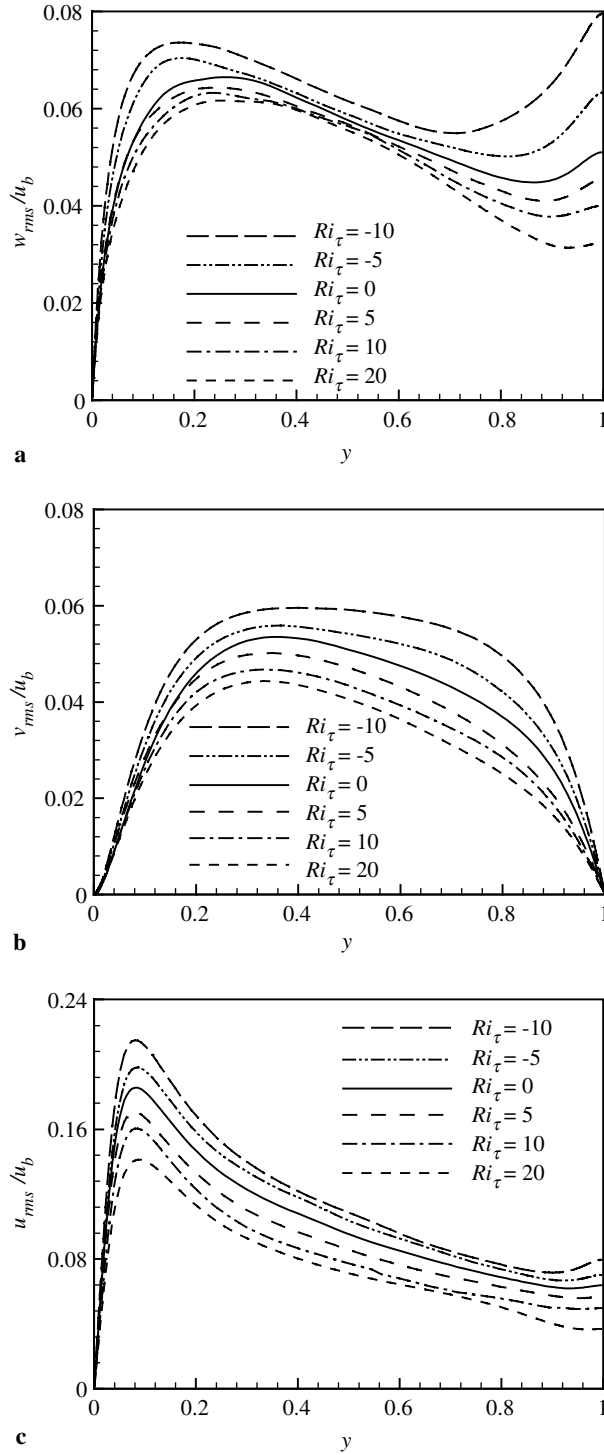 0.08
0.06
0.04
0.02
0
w_rms/u_b
Ri_τ = -10
Ri_τ = -5
Ri_τ = 0
Ri_τ = 5
Ri_τ = 10
Ri_τ = 20
0 0.2 0.4 0.6 0.8 1
a y
0.08
0.06
0.04
0.02
0
v_rms/u_b
Ri_τ = -10
Ri_τ = -5
Ri_τ = 0
Ri_τ = 5
Ri_τ = 10
Ri_τ = 20
0 0.2 0.4 0.6 0.8 1
b y
0.24
0.16
0.08
0
u_rms/u_b
Ri_τ = -10
Ri_τ = -5
Ri_τ = 0
Ri_τ = 5
Ri_τ = 10
Ri_τ = 20
0 0.2 0.4 0.6 0.8 1
c y